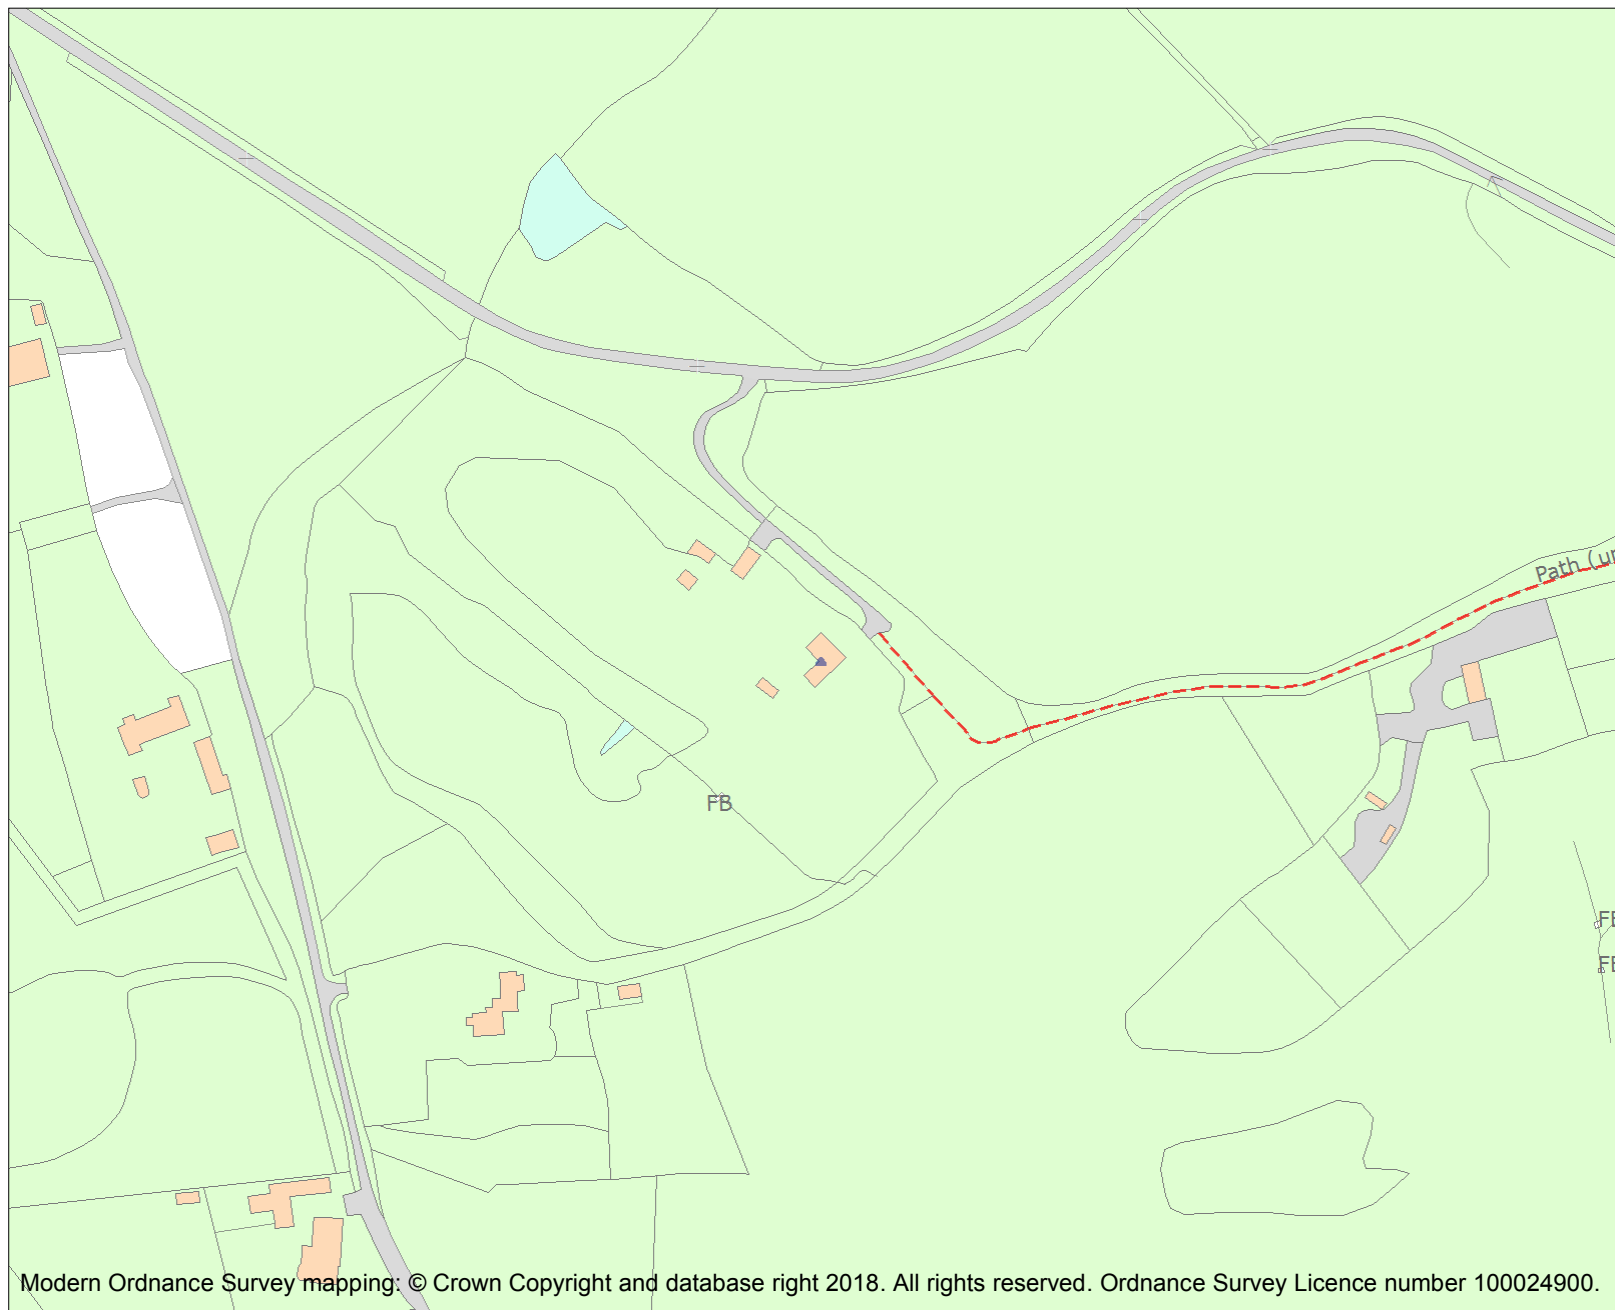 Path (un
FB
FB
FB
Modern Ordnance Survey mapping: © Crown Copyright and database right 2018. All rights reserved. Ordnance Survey Licence number 100024900.